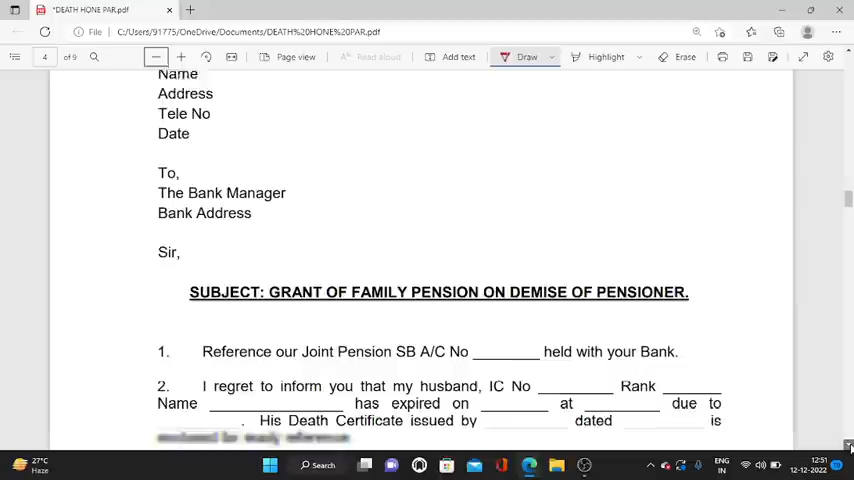 *DEATH HONE PAR.pdf
File
C:/Users/91775/OneDrive/Documents/DEATH%20HONE%20PAR.pdf
4 of 9
Page view
Read aloud
Add text
Draw
Highlight
Erase
Name
Address
Tele No
Date
To,
The Bank Manager
Bank Address
Sir,
SUBJECT: GRANT OF FAMILY PENSION ON DEMISE OF PENSIONER.
1. Reference our Joint Pension SB A/C No ________ held with your Bank.
2. I regret to inform you that my husband, IC No _________ Rank _______
Name ________________ has expired on ________ at _________ due to
__________. His Death Certificate issued by __________ dated __________ is
27°C
Haze
Search
ENG
IN
12:51
12-12-2022